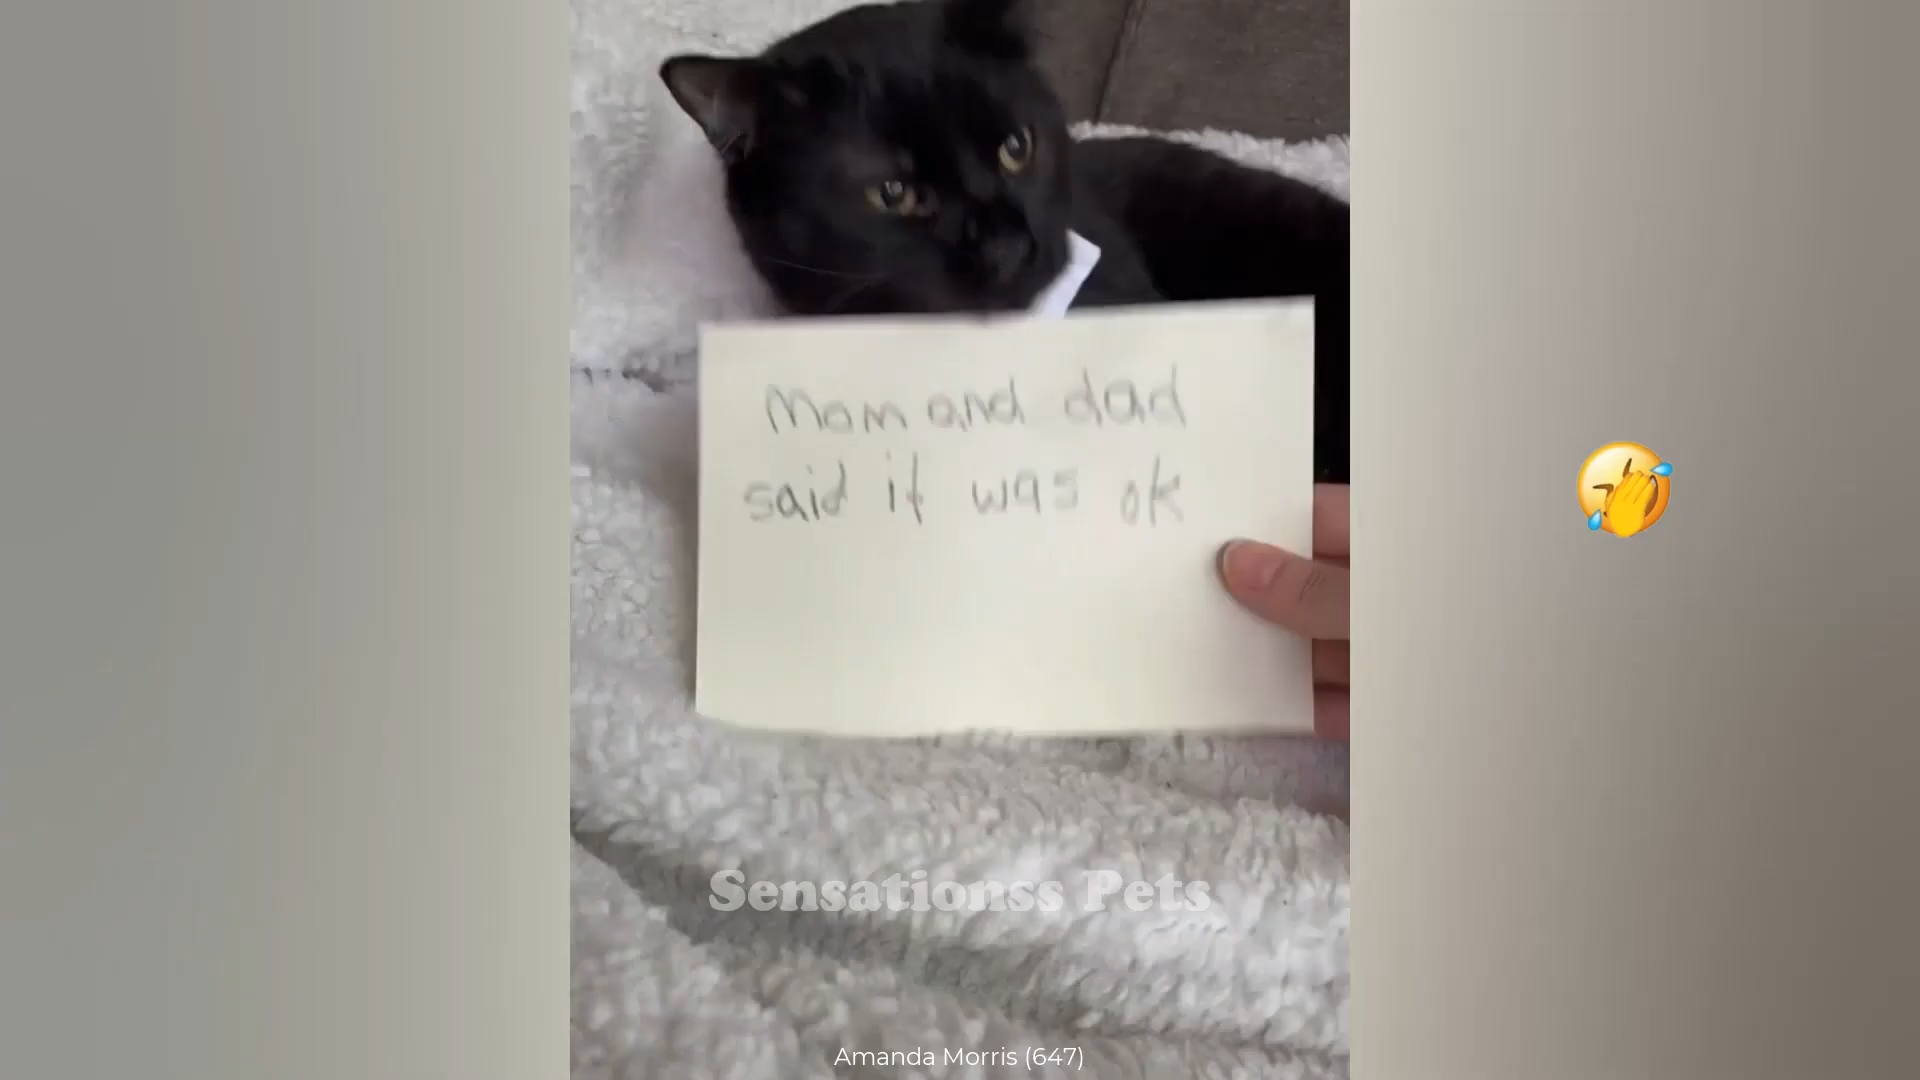 Mom and dad
said it was ok
Sensationss Pets
Amanda Morris (647)